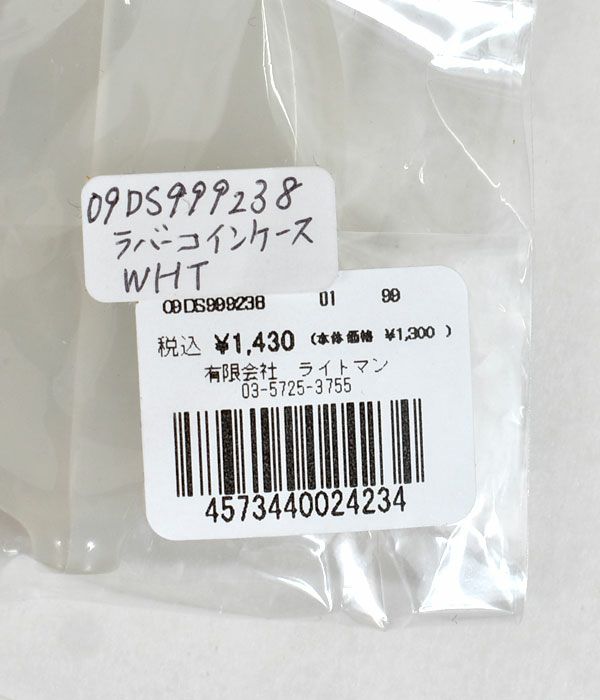 09DS999238
ラバーコインケース
WHT
09DS999238 01 99
税込 ¥1,430 (本体価格 ¥1,300 )
有限会社 ライトマン
03-5725-3755
4573440024234